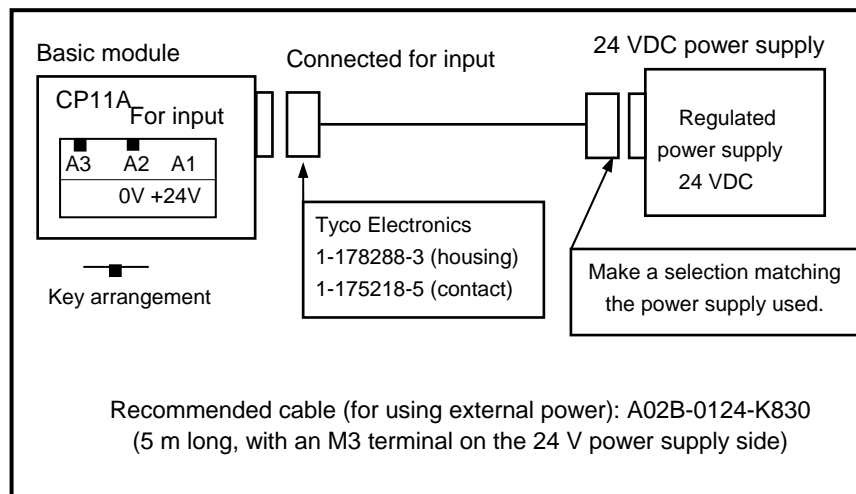 Basic module
Connected for input
24 VDC power supply
CP11A
For input
A3 A2 A1
0V +24V
Regulated
power supply
24 VDC
Tyco Electronics
1-178288-3 (housing)
1-175218-5 (contact)
Make a selection matching
the power supply used.
Key arrangement
Recommended cable (for using external power): A02B-0124-K830
(5 m long, with an M3 terminal on the 24 V power supply side)